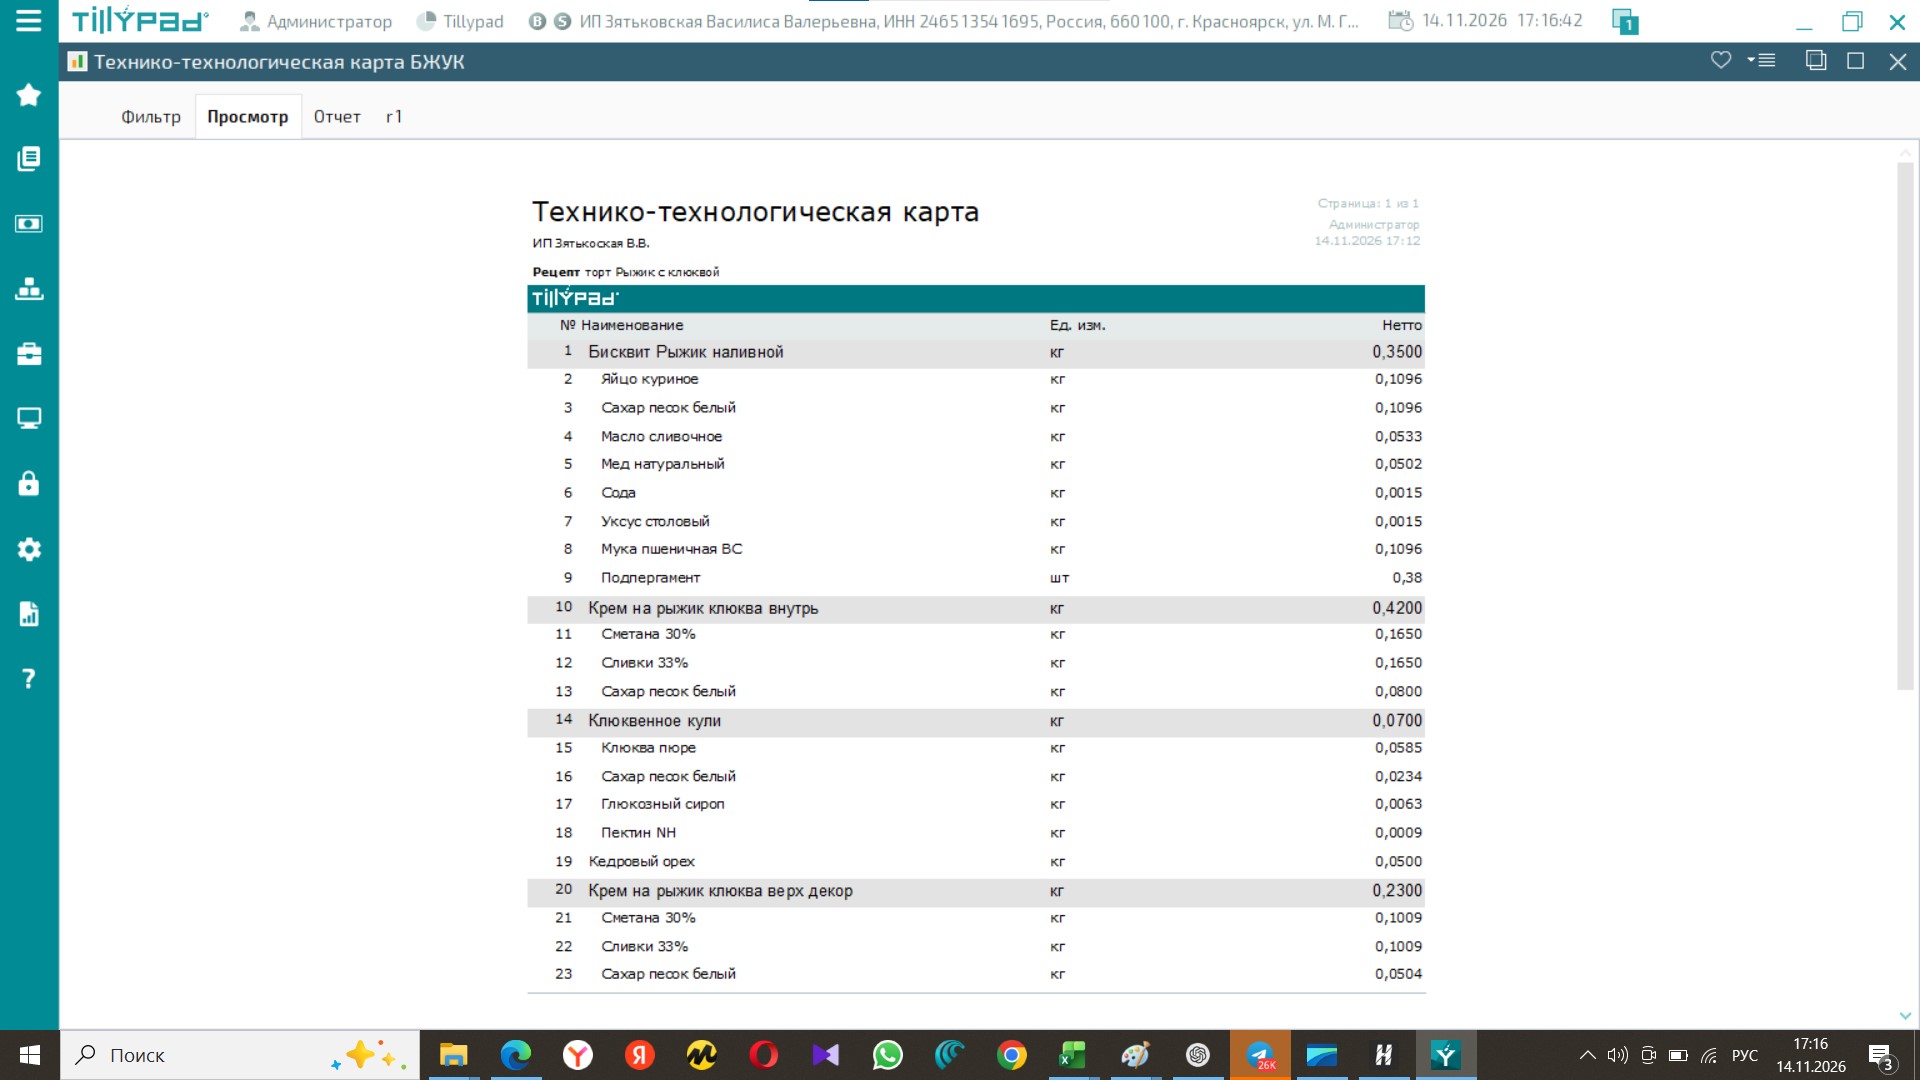 Tillypad Администратор Tillypad B S ИП Зятьковская Василиса Валерьевна, ИНН 246513541695, Россия, 660100, г. Красноярск, ул. М. Г... 14.11.2026 17:16:42 1
Технико-технологическая карта БЖУК
Фильтр Просмотр Отчет r1
Технико-технологическая карта
Страница: 1 из 1
Администратор
14.11.2026 17:12
ИП Зятькоская В.В.
Рецепт торт Рыжик с клюквой
Tillypad
№ Наименование Ед. изм. Нетто
1 Бисквит Рыжик наливной кг 0,3500
2 Яйцо куриное кг 0,1096
3 Сахар песок белый кг 0,1096
4 Масло сливочное кг 0,0533
5 Мед натуральный кг 0,0502
6 Сода кг 0,0015
7 Уксус столовый кг 0,0015
8 Мука пшеничная ВС кг 0,1096
9 Подпергамент шт 0,38
10 Крем на рыжик клюква внутрь кг 0,4200
11 Сметана 30% кг 0,1650
12 Сливки 33% кг 0,1650
13 Сахар песок белый кг 0,0800
14 Клюквенное кули кг 0,0700
15 Клюква пюре кг 0,0585
16 Сахар песок белый кг 0,0234
17 Глюкозный сироп кг 0,0063
18 Пектин NH кг 0,0009
19 Кедровый орех кг 0,0500
20 Крем на рыжик клюква верх декор кг 0,2300
21 Сметана 30% кг 0,1009
22 Сливки 33% кг 0,1009
23 Сахар песок белый кг 0,0504
Поиск
26K
РУС
17:16
14.11.2026
3